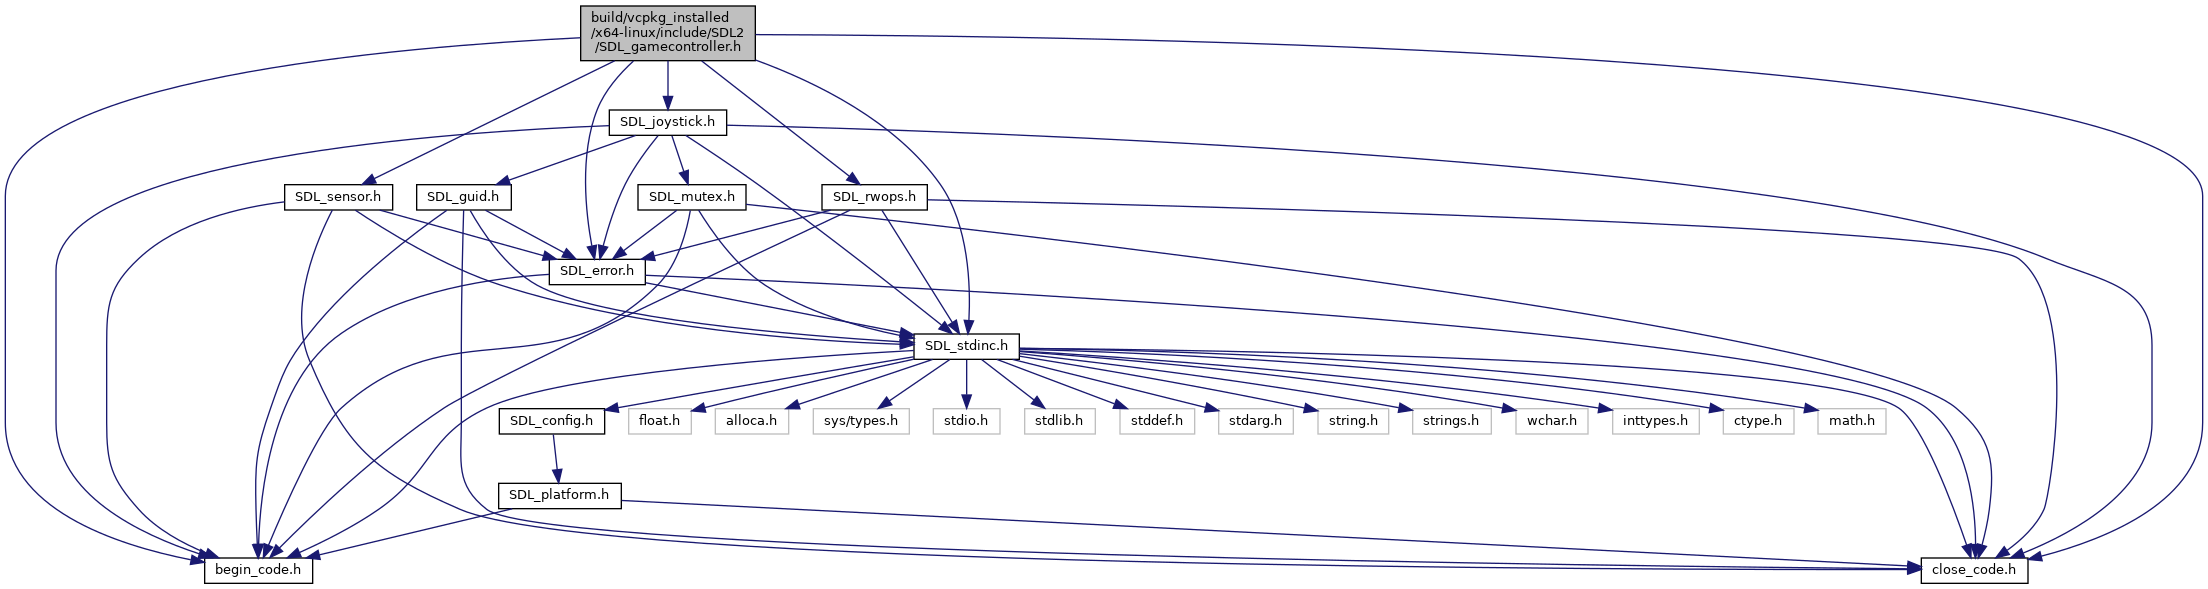 build/vcpkg_installed
/x64-linux/include/SDL2
/SDL_gamecontroller.h
SDL_joystick.h
SDL_sensor.h
SDL_guid.h
SDL_mutex.h
SDL_rwops.h
SDL_error.h
SDL_stdinc.h
SDL_config.h
float.h
alloca.h
sys/types.h
stdio.h
stdlib.h
stddef.h
stdarg.h
string.h
strings.h
wchar.h
inttypes.h
ctype.h
math.h
SDL_platform.h
begin_code.h
close_code.h